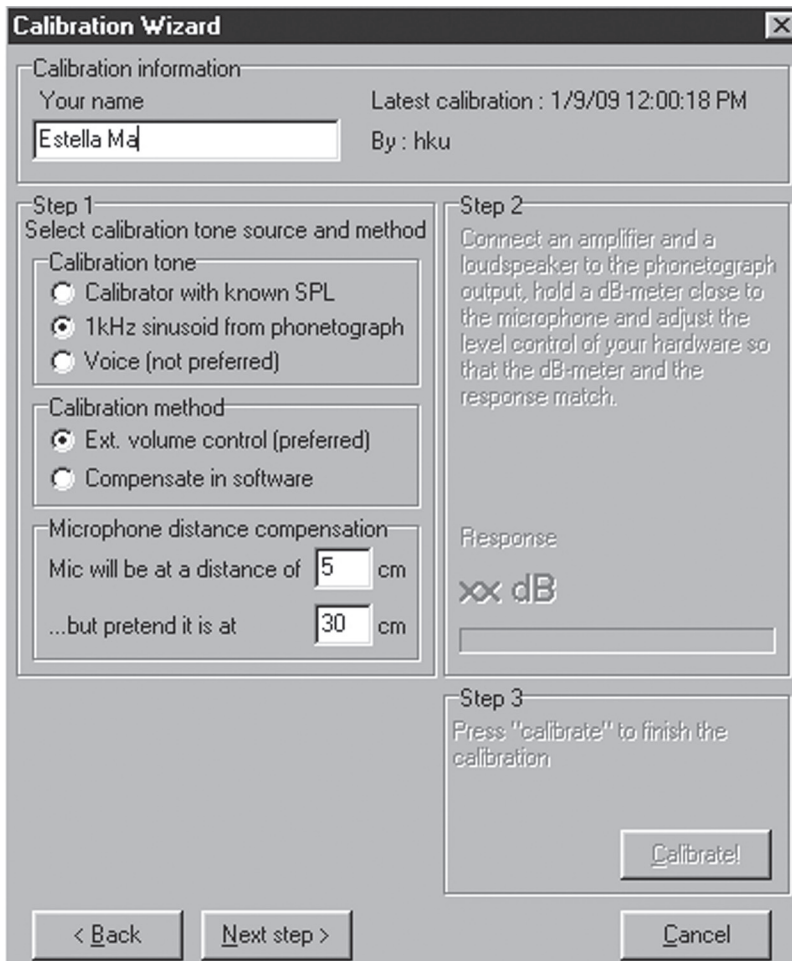 Calibration Wizard
Calibration information
Your name
Latest calibration : 1/9/09 12:00:18 PM
Estella Ma
By : hku
Step 1
Select calibration tone source and method
Calibration tone
Calibrator with known SPL
1kHz sinusoid from phonetograph
Voice (not preferred)
Calibration method
Ext. volume control (preferred)
Compensate in software
Microphone distance compensation
Mic will be at a distance of 5 cm
...but pretend it is at 30 cm
Step 2
Connect an amplifier and a
loudspeaker to the phonetograph
output, hold a dB-meter close to
the microphone and adjust the
level control of your hardware so
that the dB-meter and the
response match.
Response
xx dB
Step 3
Press "calibrate" to finish the
calibration
Calibrate!
< Back
Next step >
Cancel